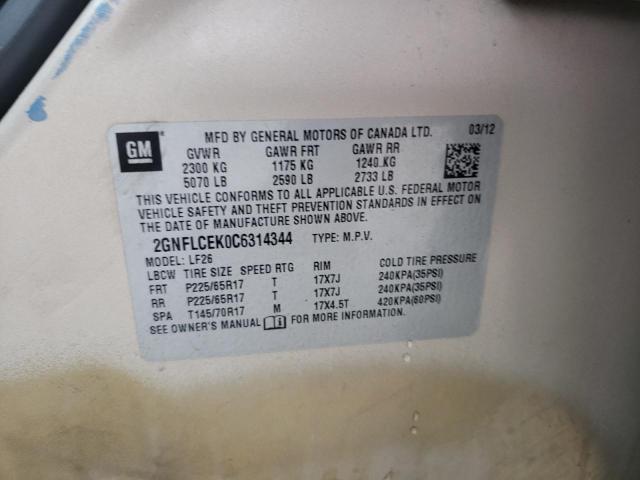 GM
MFD BY GENERAL MOTORS OF CANADA LTD. 03/12
GVWR GAWR FRT GAWR RR
2300 KG 1175 KG 1240 KG
5070 LB 2590 LB 2733 LB
THIS VEHICLE CONFORMS TO ALL APPLICABLE U.S. FEDERAL MOTOR
VEHICLE SAFETY AND THEFT PREVENTION STANDARDS IN EFFECT ON
THE DATE OF MANUFACTURE SHOWN ABOVE.
2GNFLCEK0C6314344 TYPE: M.P.V.
MODEL: LF26
LBCW TIRE SIZE SPEED RTG RIM COLD TIRE PRESSURE
FRT P225/65R17 T 17X7J 240KPA(35PSI)
RR P225/65R17 T 17X7J 240KPA(35PSI)
SPA T145/70R17 M 17X4.5T 420KPA(60PSI)
SEE OWNER'S MANUAL FOR MORE INFORMATION.